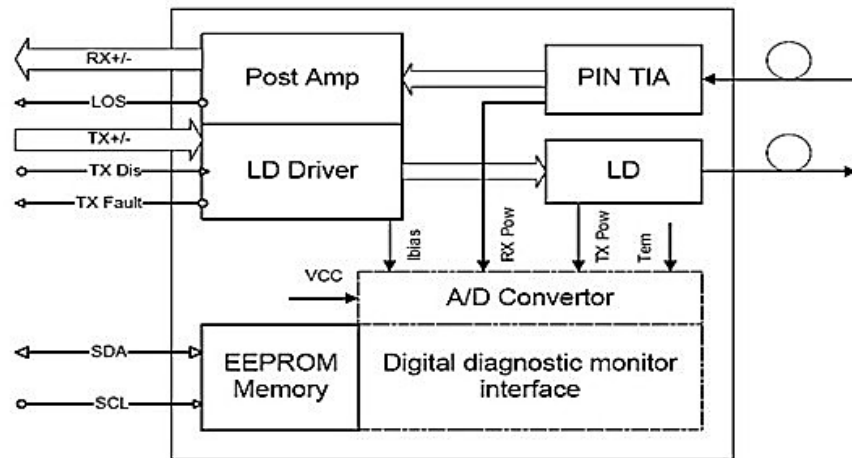 RX+/-
Post Amp
PIN TIA
LOS
TX+/-
TX Dis
LD Driver
LD
TX Fault
Ibias
RX Pow
TX Pow
Tem
VCC
A/D Convertor
SDA
EEPROM
Memory
Digital diagnostic monitor
interface
SCL